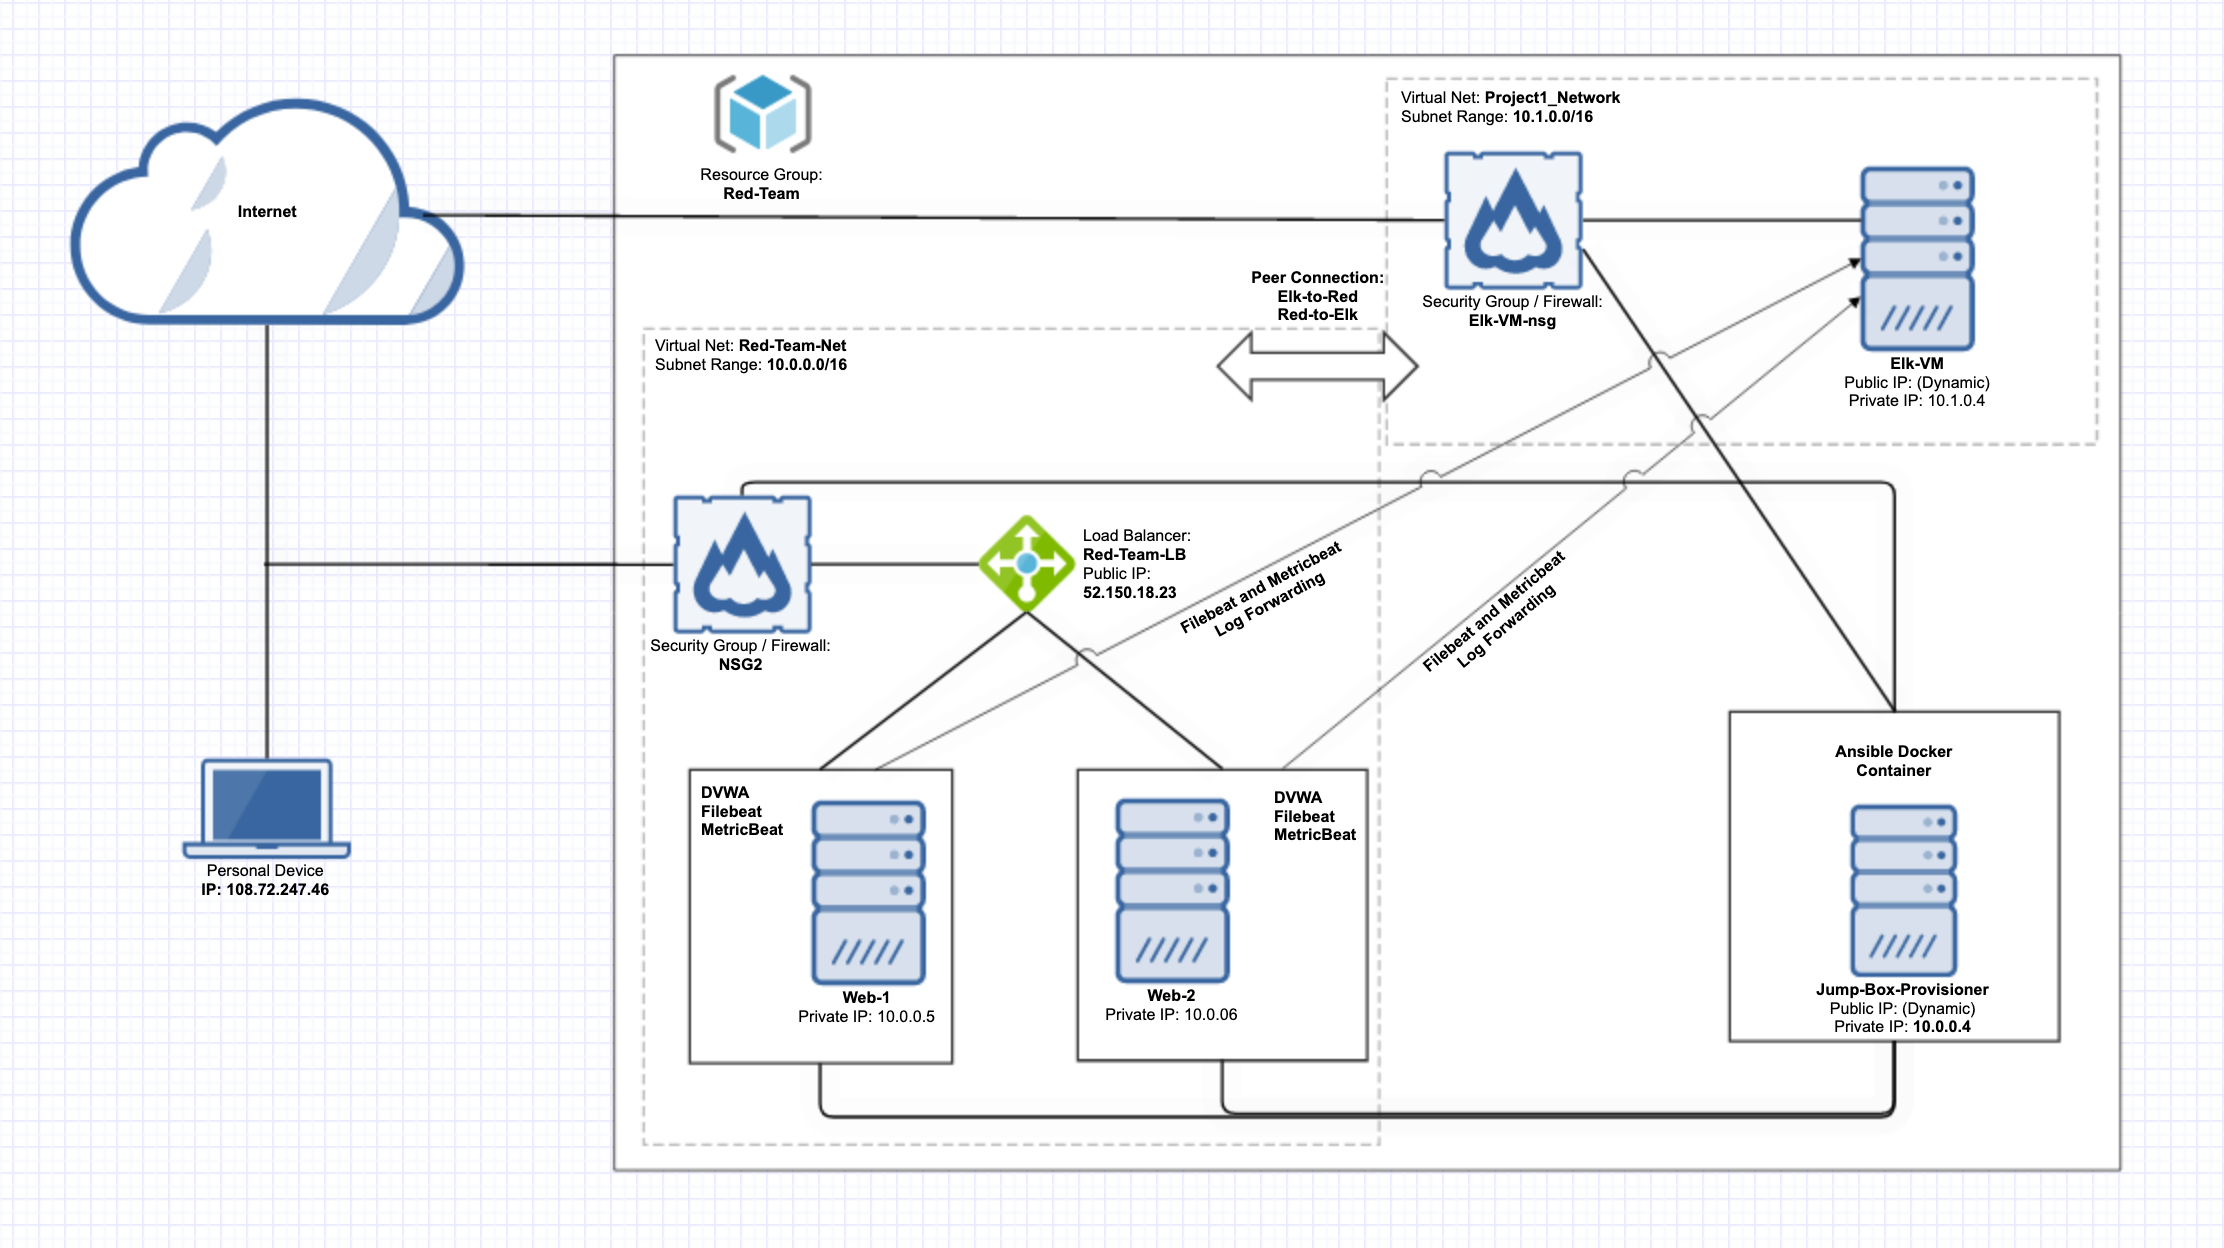 Internet
Resource Group:
Red-Team
Virtual Net: Project1_Network
Subnet Range: 10.1.0.0/16
Security Group / Firewall:
Elk-VM-nsg
Elk-VM
Public IP: (Dynamic)
Private IP: 10.1.0.4
Peer Connection:
Elk-to-Red
Red-to-Elk
Virtual Net: Red-Team-Net
Subnet Range: 10.0.0.0/16
Security Group / Firewall:
NSG2
Load Balancer:
Red-Team-LB
Public IP:
52.150.18.23
Filebeat and Metricbeat
Log Forwarding
Filebeat and Metricbeat
Log Forwarding
Personal Device
IP: 108.72.247.46
DVWA
Filebeat
MetricBeat
Web-1
Private IP: 10.0.0.5
DVWA
Filebeat
MetricBeat
Web-2
Private IP: 10.0.06
Ansible Docker
Container
Jump-Box-Provisioner
Public IP: (Dynamic)
Private IP: 10.0.0.4